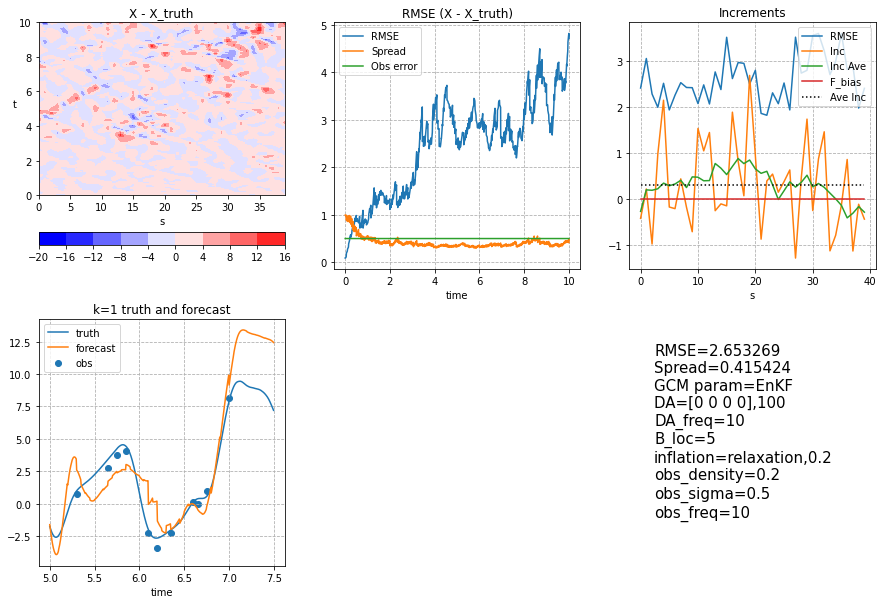 X - X_truth
10
8
6
t
4
2
0
0 5 10 15 20 25 30 35
s
−20 −16 −12 −8 −4 0 4 8 12 16
RMSE (X - X_truth)
5
4
3
2
1
0
RMSE
Spread
Obs error
0 2 4 6 8 10
time
Increments
3
2
1
0
−1
RMSE
Inc
Inc Ave
F_bias
Ave Inc
0 10 20 30 40
s
k=1 truth and forecast
12.5
10.0
7.5
5.0
2.5
0.0
−2.5
truth
forecast
obs
5.0 5.5 6.0 6.5 7.0 7.5
time
RMSE=2.653269
Spread=0.415424
GCM param=EnKF
DA=[0 0 0 0],100
DA_freq=10
B_loc=5
inflation=relaxation,0.2
obs_density=0.2
obs_sigma=0.5
obs_freq=10